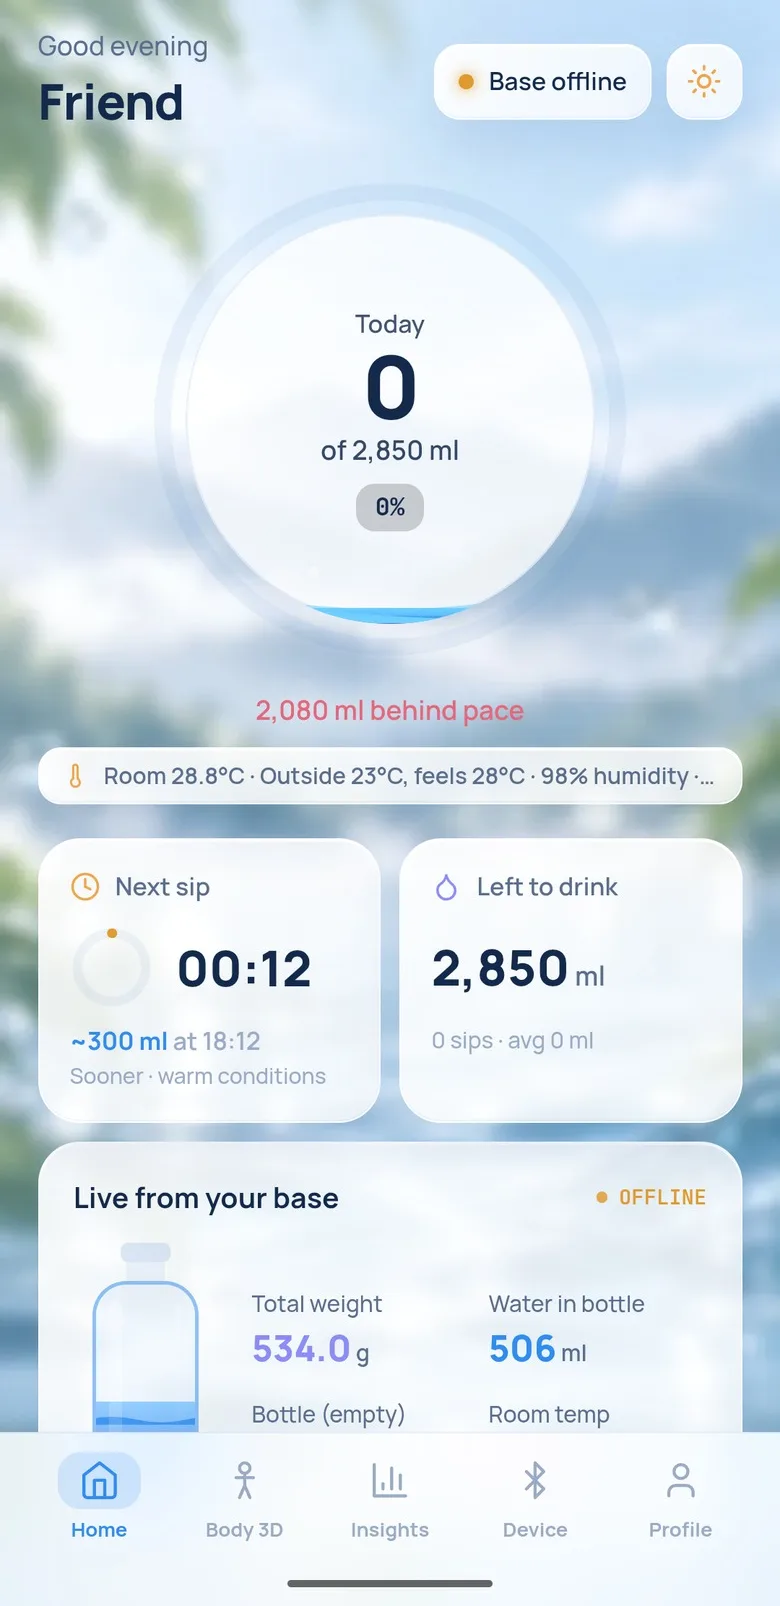 Good evening
Friend
Base offline
Today
0
of 2,850 ml
0%
2,080 ml behind pace
Room 28.8°C · Outside 23°C, feels 28°C · 98% humidity ·…
Next sip
00:12
~300 ml at 18:12
Sooner · warm conditions
Left to drink
2,850 ml
0 sips · avg 0 ml
Live from your base
OFFLINE
Total weight
534.0 g
Water in bottle
506 ml
Bottle (empty)
Room temp
Home
Body 3D
Insights
Device
Profile